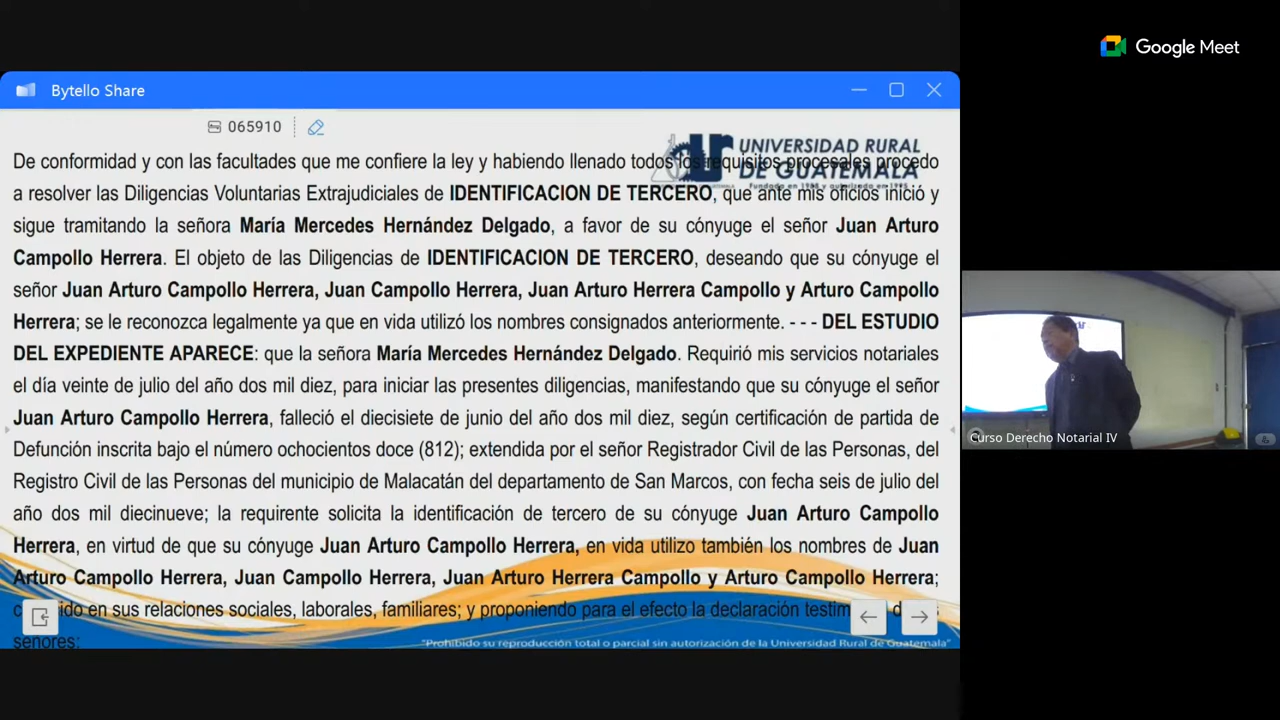 Google Meet
Bytello Share
065910
UNIVERSIDAD RURAL
DE GUATEMALA
De conformidad y con las facultades que me confiere la ley y habiendo llenado todos los requisitos procesales procedo
a resolver las Diligencias Voluntarias Extrajudiciales de IDENTIFICACION DE TERCERO, que ante mis oficios inició y
sigue tramitando la señora María Mercedes Hernández Delgado, a favor de su cónyuge el señor Juan Arturo
Campollo Herrera. El objeto de las Diligencias de IDENTIFICACION DE TERCERO, deseando que su cónyuge el
señor Juan Arturo Campollo Herrera, Juan Campollo Herrera, Juan Arturo Herrera Campollo y Arturo Campollo
Herrera; se le reconozca legalmente ya que en vida utilizó los nombres consignados anteriormente. - - - DEL ESTUDIO
DEL EXPEDIENTE APARECE: que la señora María Mercedes Hernández Delgado. Requirió mis servicios notariales
el día veinte de julio del año dos mil diez, para iniciar las presentes diligencias, manifestando que su cónyuge el señor
Juan Arturo Campollo Herrera, falleció el diecisiete de junio del año dos mil diez, según certificación de partida de
Defunción inscrita bajo el número ochocientos doce (812); extendida por el señor Registrador Civil de las Personas, del
Registro Civil de las Personas del municipio de Malacatán del departamento de San Marcos, con fecha seis de julio del
año dos mil diecinueve; la requirente solicita la identificación de tercero de su cónyuge Juan Arturo Campollo
Herrera, en virtud de que su cónyuge Juan Arturo Campollo Herrera, en vida utilizo también los nombres de Juan
Arturo Campollo Herrera, Juan Campollo Herrera, Juan Arturo Herrera Campollo y Arturo Campollo Herrera;
en sus relaciones sociales, laborales, familiares; y proponiendo para el efecto la declaración
señores:
"Prohibido su reproducción total o parcial sin autorización de la Universidad Rural de Guatemala"
Curso Derecho Notarial IV